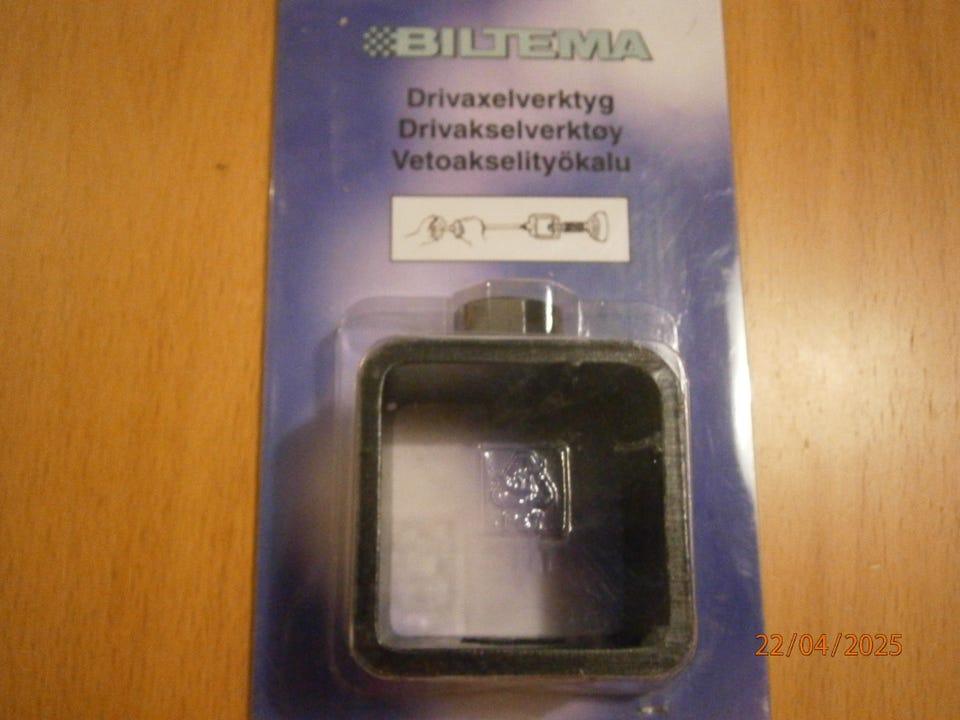 BILTEMA
Drivaxelverktyg
Drivakselverktøy
Vetoakselityökalu
22/04/2025